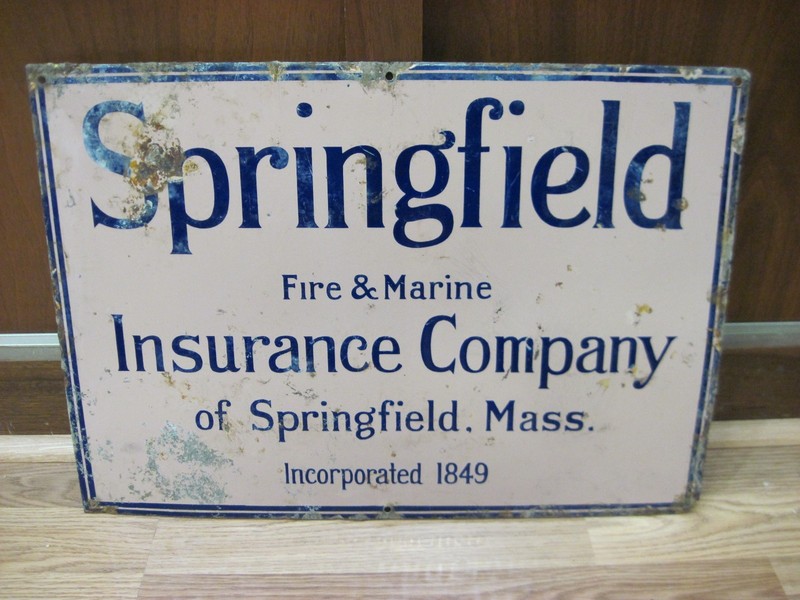 Springfield
Fire & Marine
Insurance Company
of Springfield, Mass.
Incorporated 1849